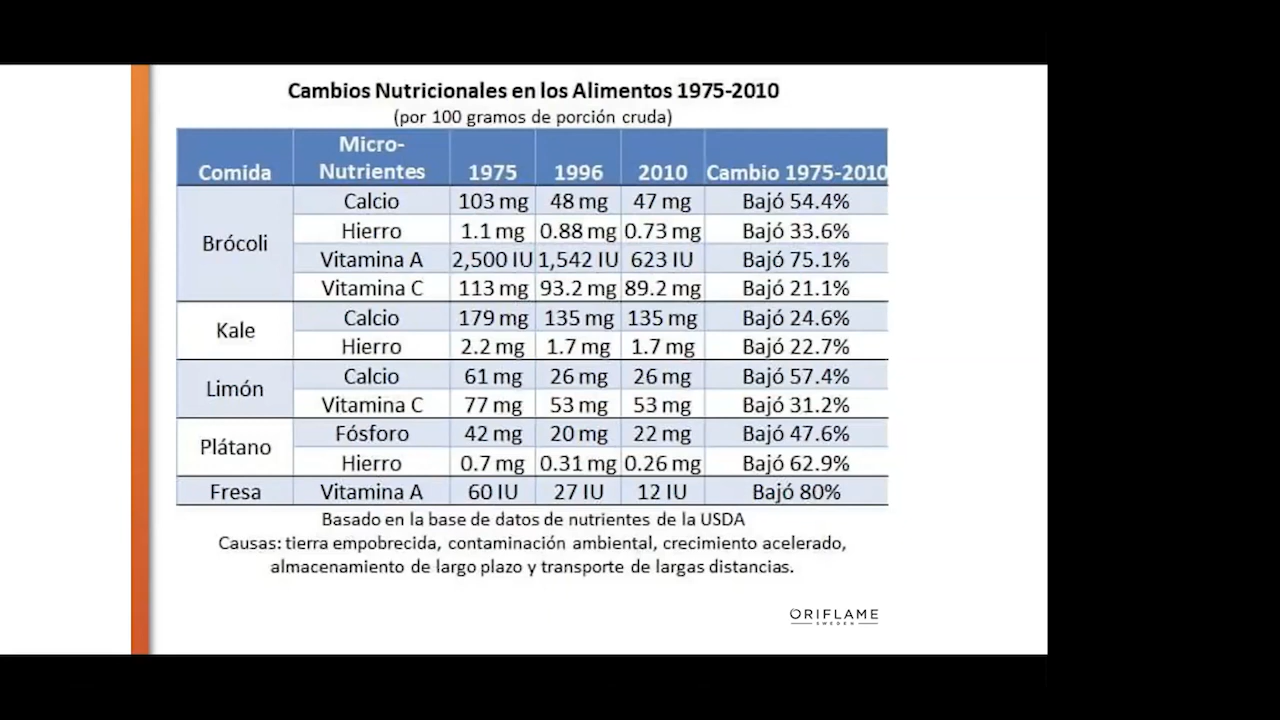 Cambios Nutricionales en los Alimentos 1975-2010
(por 100 gramos de porción cruda)
Comida Micro-Nutrientes 1975 1996 2010 Cambio 1975-2010
Brócoli Calcio 103 mg 48 mg 47 mg Bajó 54.4%
Hierro 1.1 mg 0.88 mg 0.73 mg Bajó 33.6%
Vitamina A 2,500 IU 1,542 IU 623 IU Bajó 75.1%
Vitamina C 113 mg 93.2 mg 89.2 mg Bajó 21.1%
Kale Calcio 179 mg 135 mg 135 mg Bajó 24.6%
Hierro 2.2 mg 1.7 mg 1.7 mg Bajó 22.7%
Limón Calcio 61 mg 26 mg 26 mg Bajó 57.4%
Vitamina C 77 mg 53 mg 53 mg Bajó 31.2%
Plátano Fósforo 42 mg 20 mg 22 mg Bajó 47.6%
Hierro 0.7 mg 0.31 mg 0.26 mg Bajó 62.9%
Fresa Vitamina A 60 IU 27 IU 12 IU Bajó 80%
Basado en la base de datos de nutrientes de la USDA
Causas: tierra empobrecida, contaminación ambiental, crecimiento acelerado,
almacenamiento de largo plazo y transporte de largas distancias.
ORIFLAME
SWEDEN